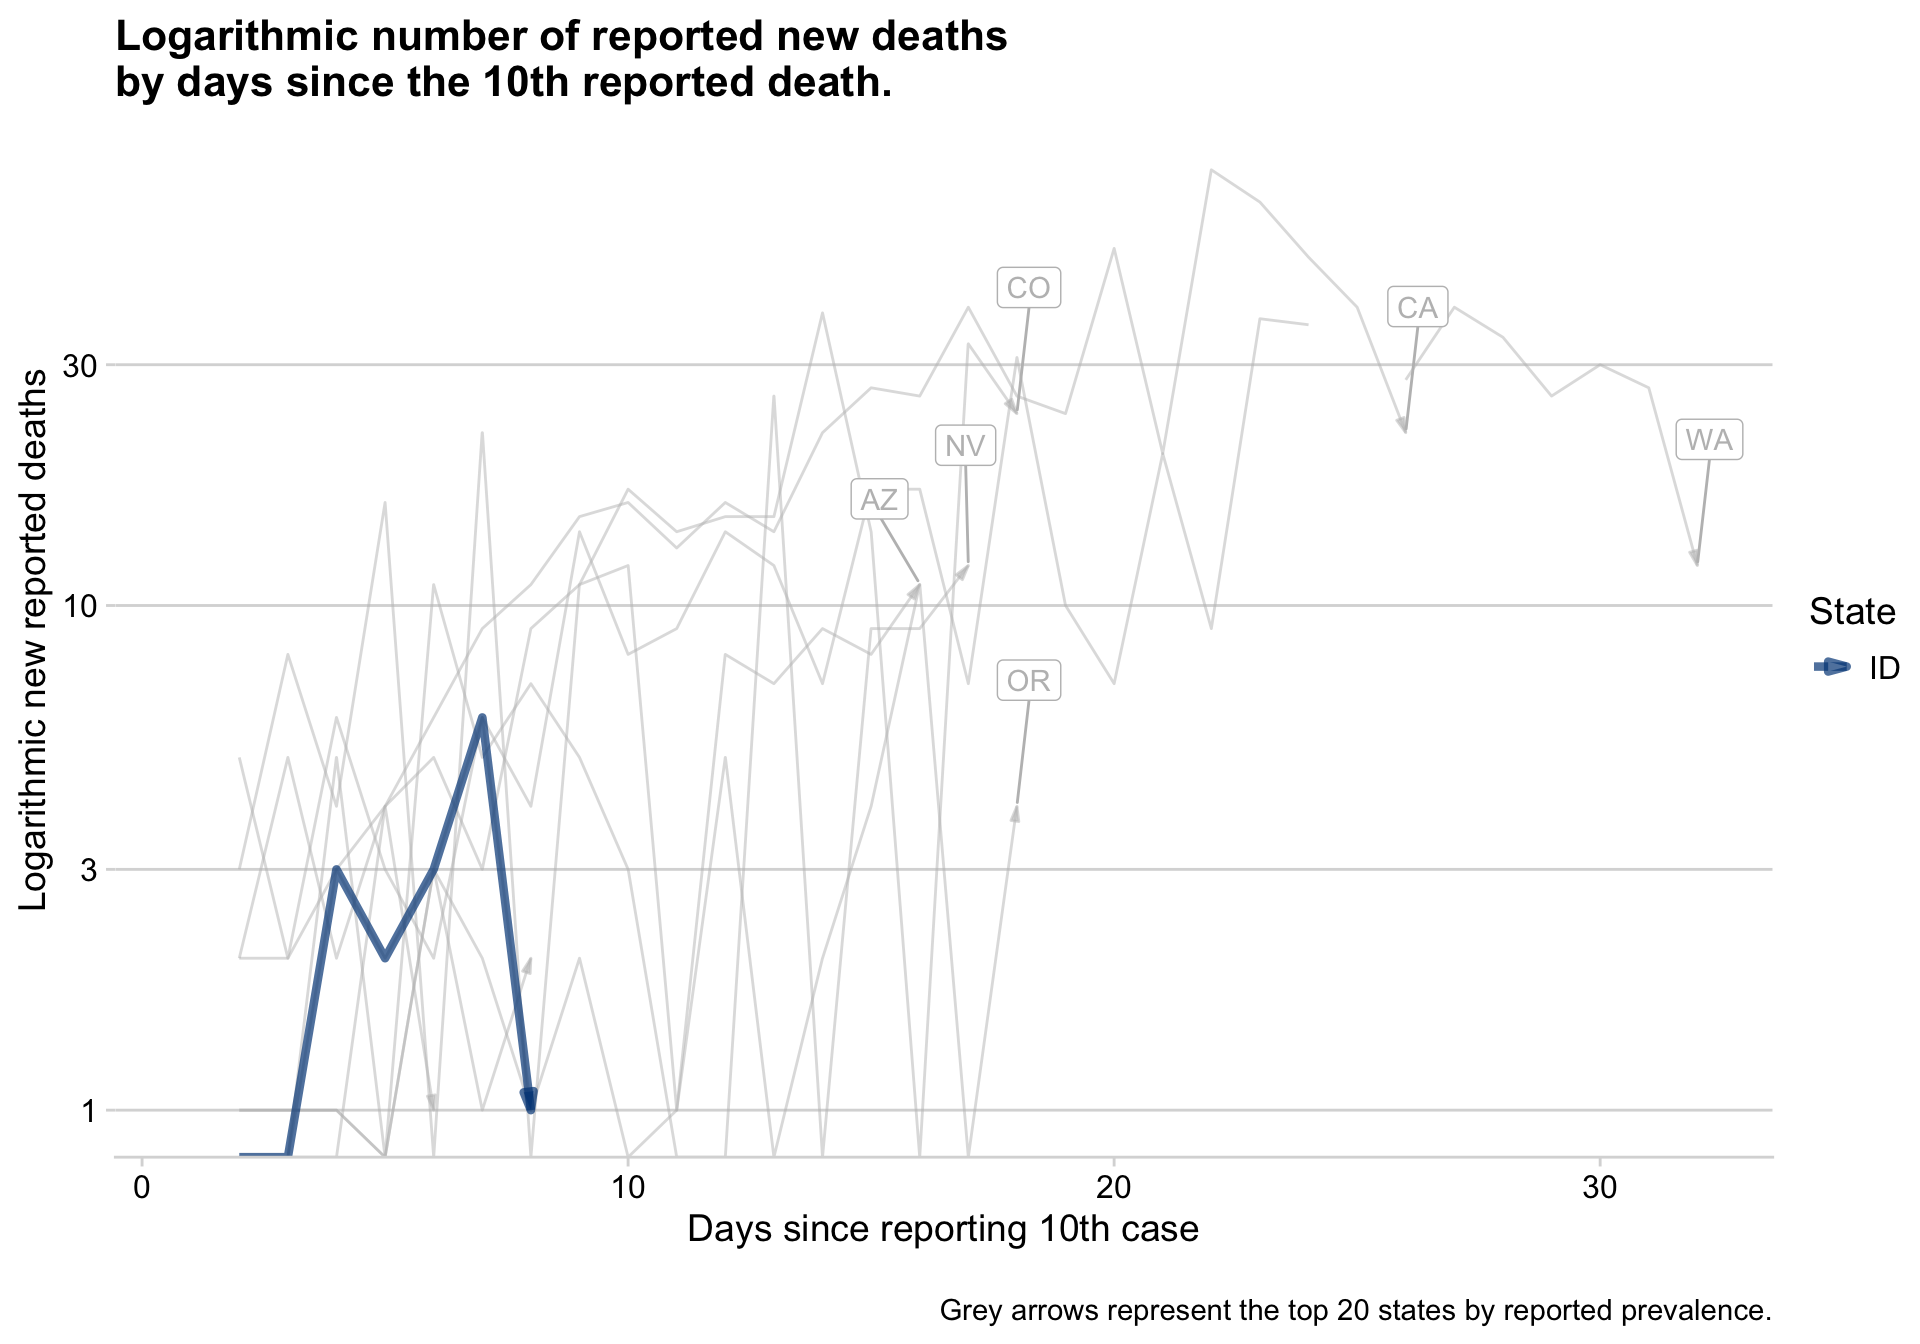 Logarithmic number of reported new deaths
by days since the 10th reported death.
Logarithmic new reported deaths
30
10
3
1
CO
CA
NV
WA
AZ
OR
State
ID
0 10 20 30
Days since reporting 10th case
Grey arrows represent the top 20 states by reported prevalence.